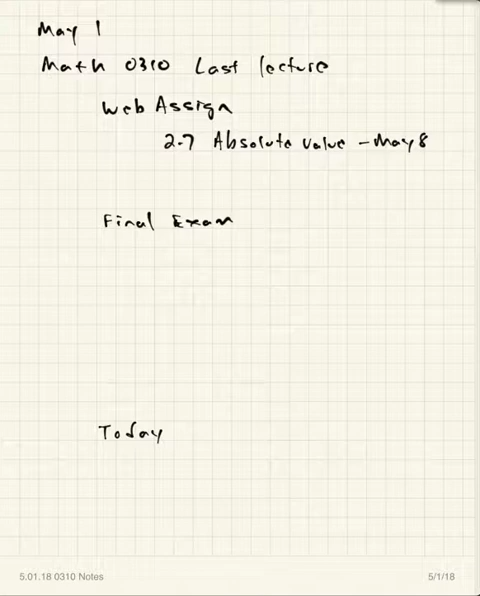 May 1
Math 0310 Last lecture
Web Assign
2.7 Absolute value - May 8
Final Exam
Today
5.01.18 0310 Notes
5/1/18